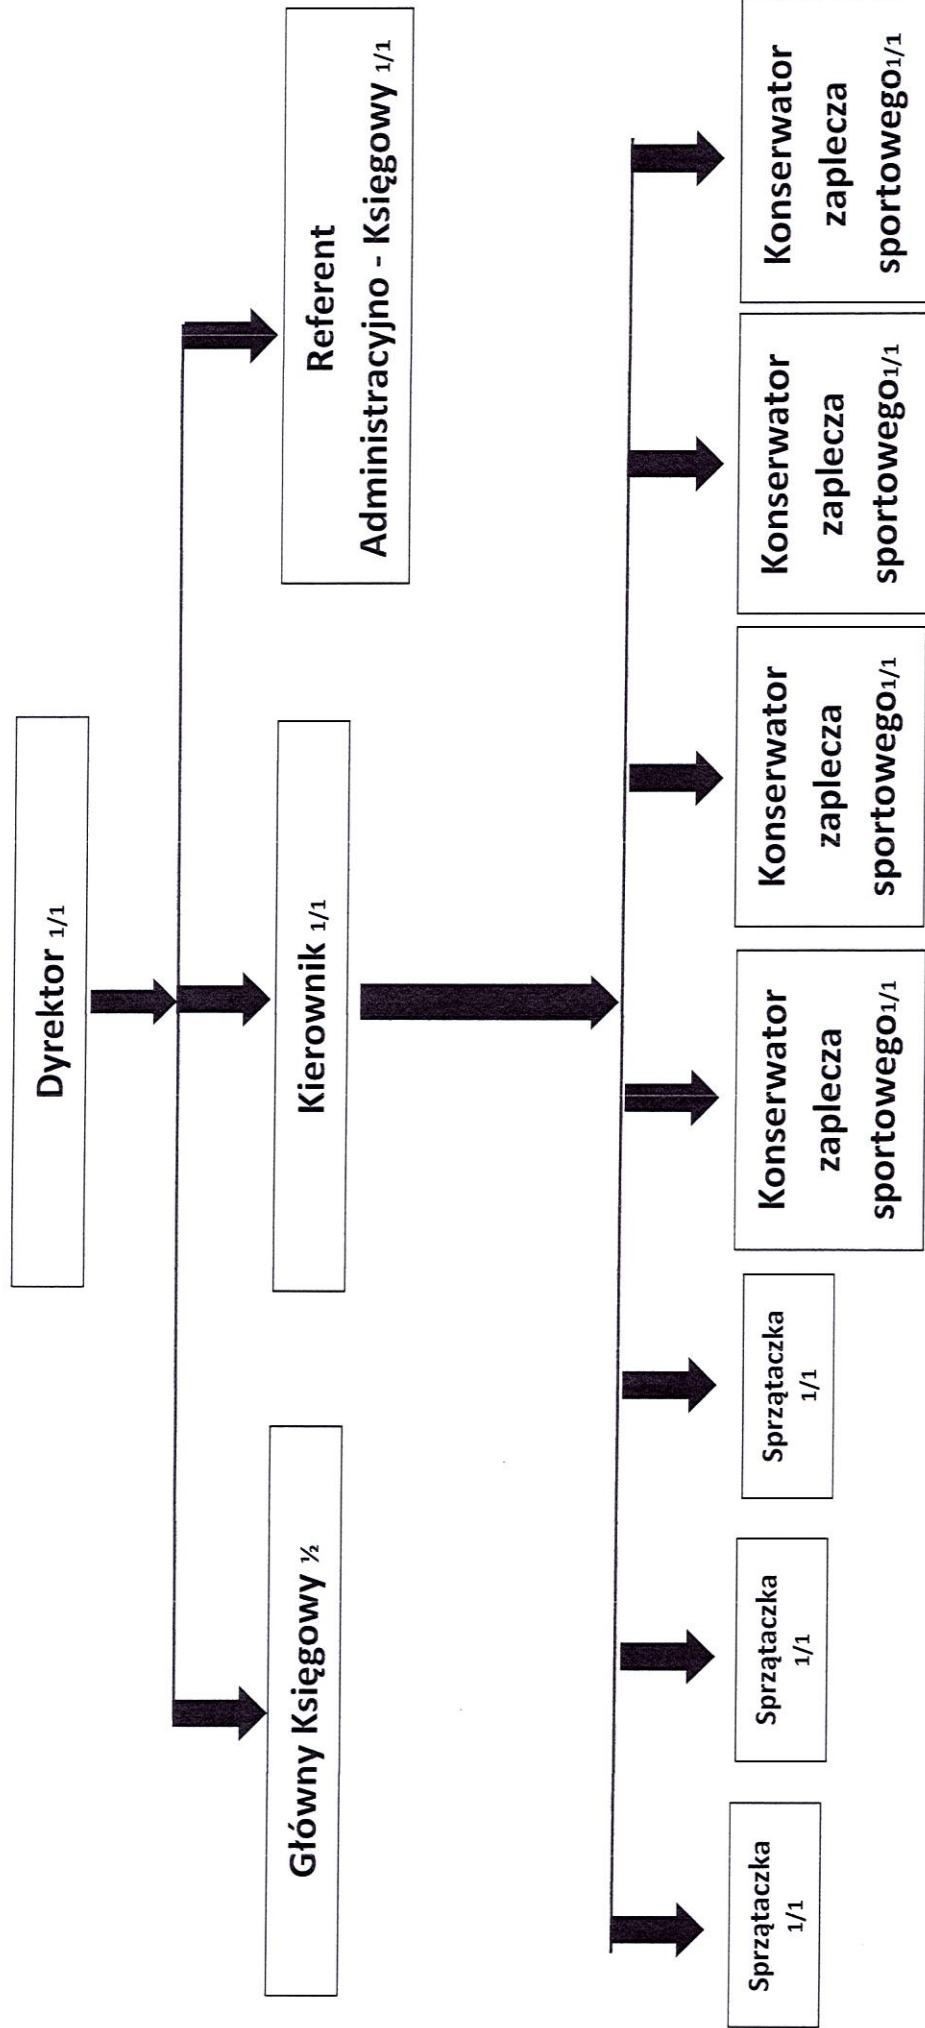 Dyrektor 1/1
Główny Księgowy ½
Kierownik 1/1
Referent
Administracyjno - Księgowy 1/1
Sprzątaczka
1/1
Sprzątaczka
1/1
Sprzątaczka
1/1
Konserwator
zaplecza
sportowego1/1
Konserwator
zaplecza
sportowego1/1
Konserwator
zaplecza
sportowego1/1
Konserwator
zaplecza
sportowego1/1